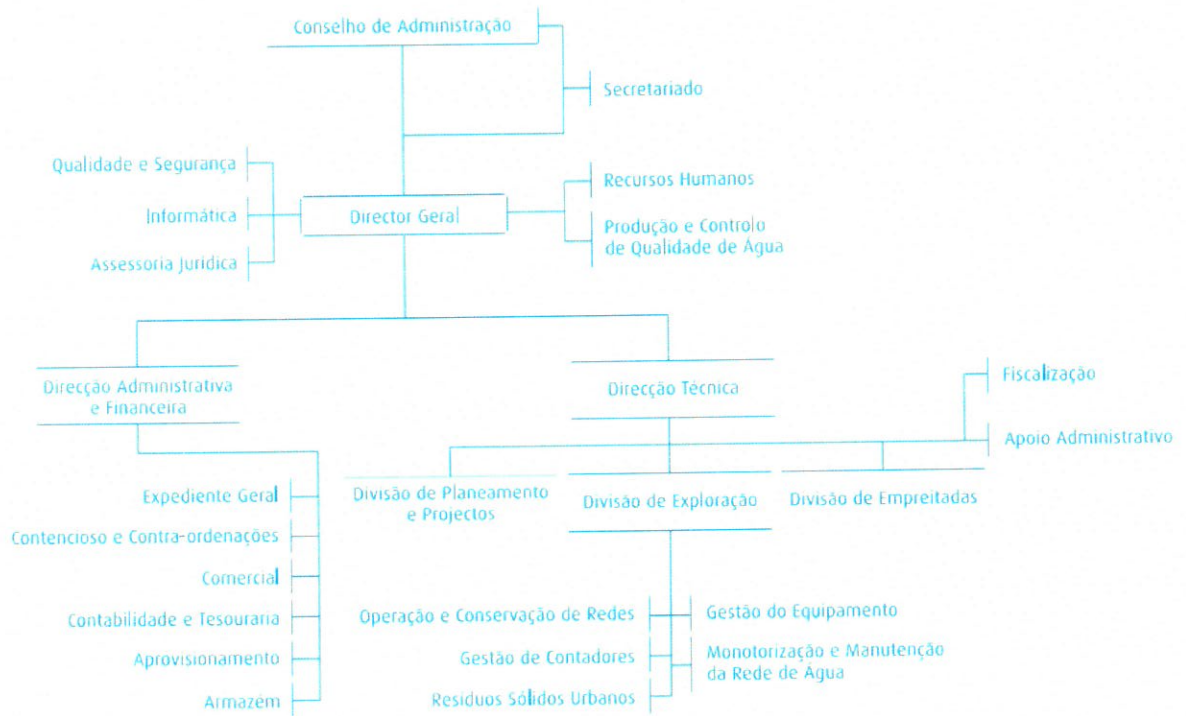 Conselho de Administração
Secretariado
Qualidade e Segurança
Informática
Assessoria Jurídica
Director Geral
Recursos Humanos
Produção e Controlo
de Qualidade de Água
Direcção Administrativa
e Financeira
Direcção Técnica
Fiscalização
Apoio Administrativo
Expediente Geral
Contencioso e Contra-ordenações
Comercial
Contabilidade e Tesouraria
Aprovisionamento
Armazém
Divisão de Planeamento
e Projectos
Divisão de Exploração
Divisão de Empreitadas
Operação e Conservação de Redes
Gestão de Contadores
Resíduos Sólidos Urbanos
Gestão do Equipamento
Monotorização e Manutenção
da Rede de Água